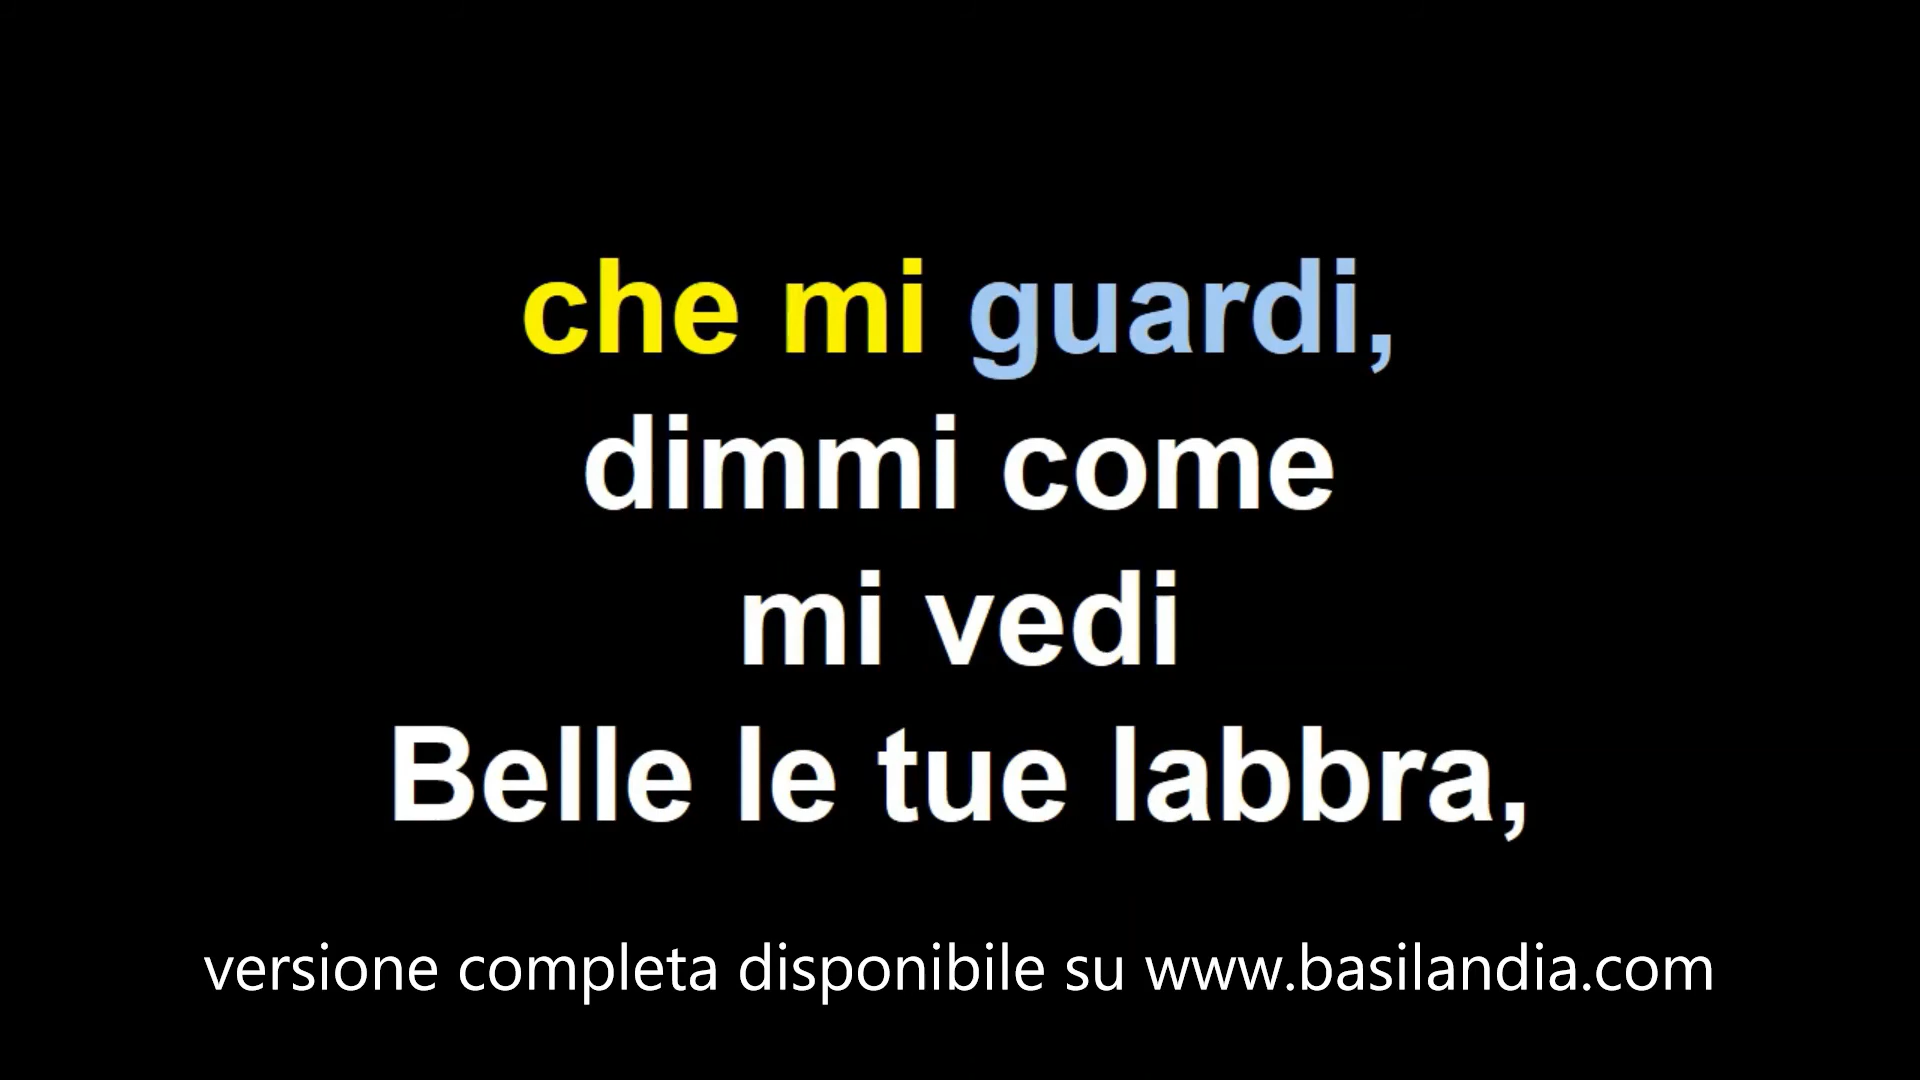 che mi guardi,
dimmi come
mi vedi
Belle le tue labbra,
versione completa disponibile su www.basilandia.com